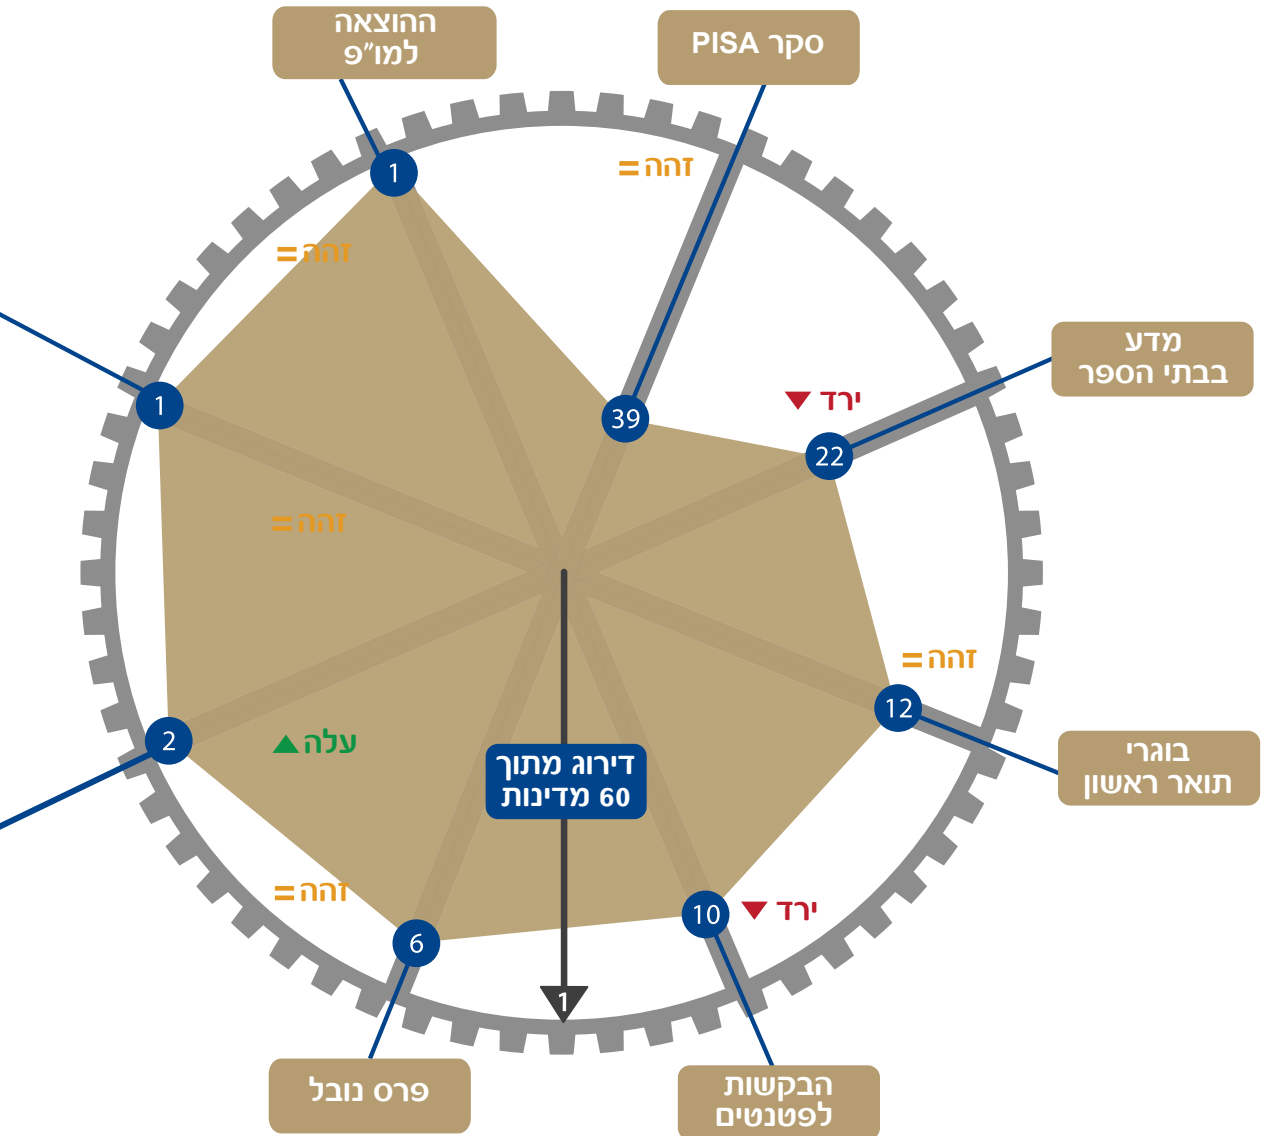 ההוצאה
למו"פ
סקר PISA
1
זהה =
זהה =
מדע
בבתי הספר
ירד ▼
1
39
22
זהה =
זהה =
12
2
עלה ▲
דירוג מתוך
60 מדינות
בוגרי
תואר ראשון
זהה =
ירד ▼
10
6
1
פרס נובל
הבקשות
לפטנטים